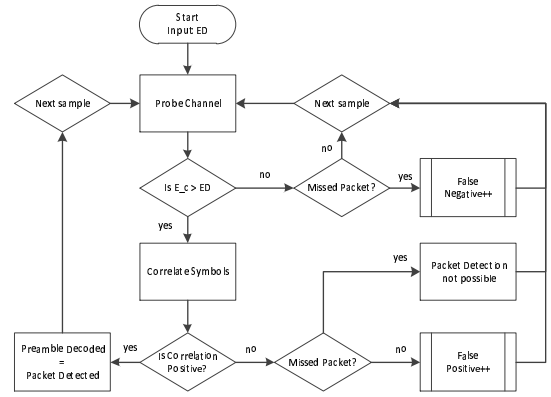 Start
Input: ED
Next sample
Probe Channel
Next sample
no
Is E_c > ED
no
Missed Packet?
yes
False
Negative++
yes
Correlate Symbols
yes
Packet Detection
not possible
Preamble Decoded
=
Packet Detected
yes
Is Correlation
Positive?
no
Missed Packet?
no
False
Positive++